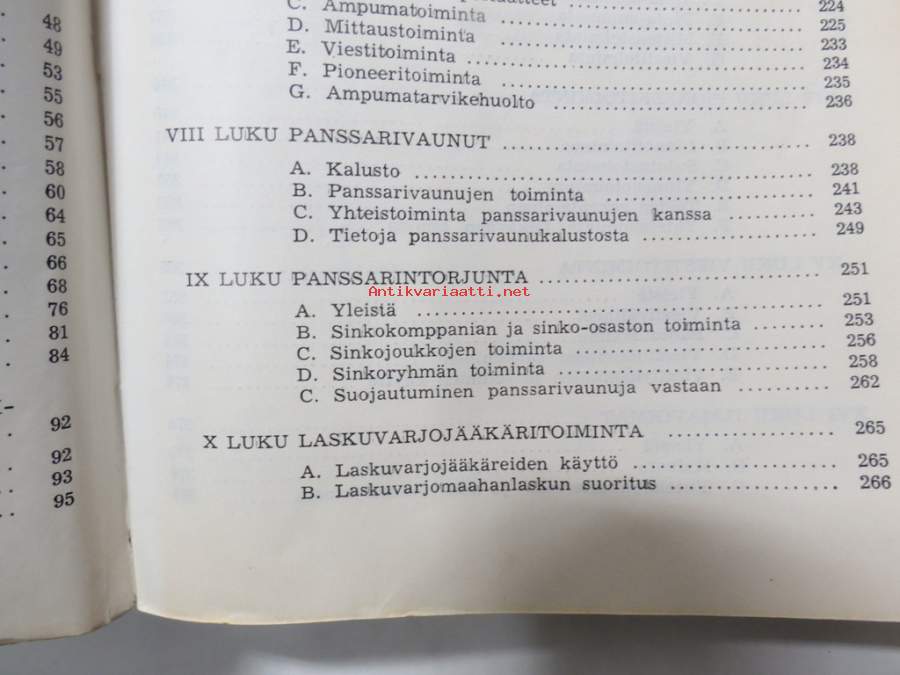 48
49
53
55
56
57
58
60
64
65
66
68
76
81
84
92
92
93
95
224
C. Ampumatoiminta ........ 225
D. Mittaustoiminta ........ 233
E. Viestitoiminta ........ 234
F. Pioneeritoiminta ........ 235
G. Ampumatarvikehuolto ........ 236
VIII LUKU PANSSARIVAUNUT ........ 238
A. Kalusto ........ 238
B. Panssarivaunujen toiminta ........ 241
C. Yhteistoiminta panssarivaunujen kanssa ........ 243
D. Tietoja panssarivaunukalustosta ........ 249
IX LUKU PANSSARINTORJUNTA ........ 251
Antikvariaatti.net
A. Yleistä ........ 251
B. Sinkokomppanian ja sinko-osaston toiminta ........ 253
C. Sinkojoukkojen toiminta ........ 256
D. Sinkoryhmän toiminta ........ 258
C. Suojautuminen panssarivaunuja vastaan ........ 262
X LUKU LASKUVARJOJÄÄKÄRITOIMINTA ........ 265
A. Laskuvarjojääkäreiden käyttö ........ 265
B. Laskuvarjomaahanlaskun suoritus ........ 266